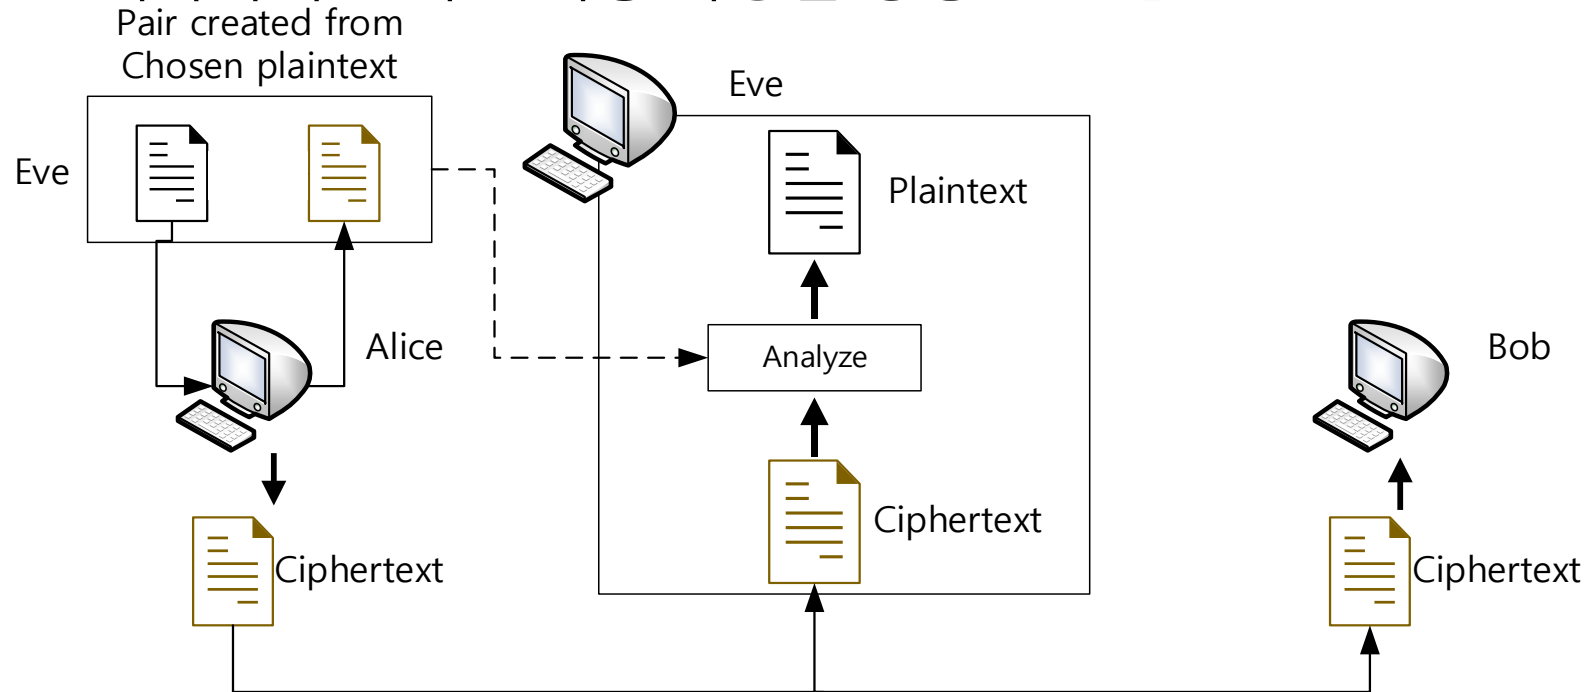 Pair created from
Chosen plaintext
Eve
Eve
Plaintext
Alice
Analyze
Bob
Ciphertext
Ciphertext
Ciphertext